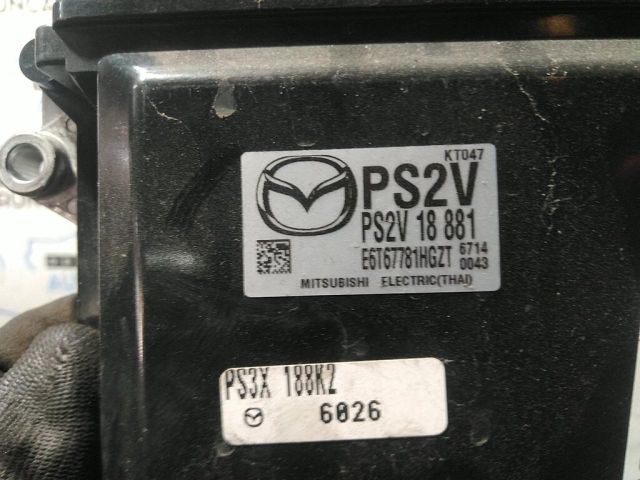 KT047
PS2V
PS2V 18 881
E6T67781HGZT 6714
0043
MITSUBISHI ELECTRIC(THAI)
PS3X 188K2
6026